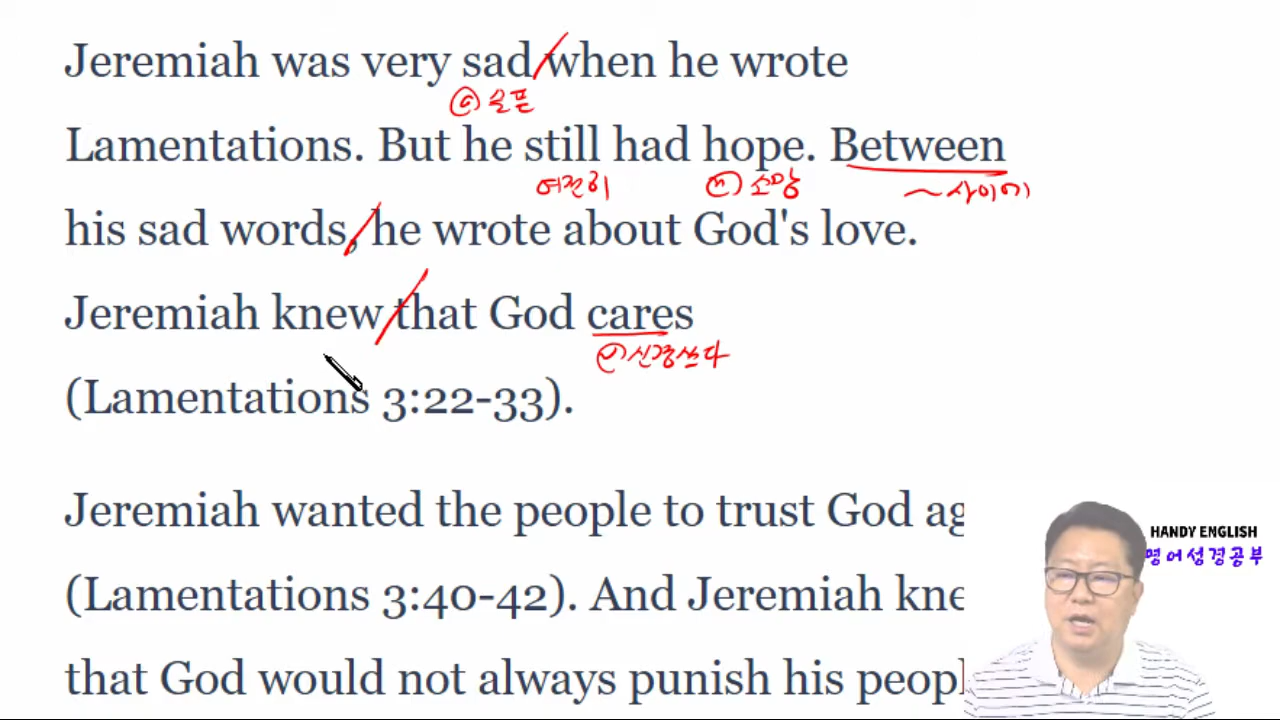 Jeremiah was very sad when he wrote
ⓐ 슬픈
Lamentations. But he still had hope. Between
여전히 ⓝ 소망 ~사이에
his sad words, he wrote about God's love.
Jeremiah knew that God cares
ⓥ 신경쓰다
(Lamentations 3:22-33).
Jeremiah wanted the people to trust God ag
HANDY ENGLISH
영어성경공부
(Lamentations 3:40-42). And Jeremiah kne
that God would not always punish his peopl